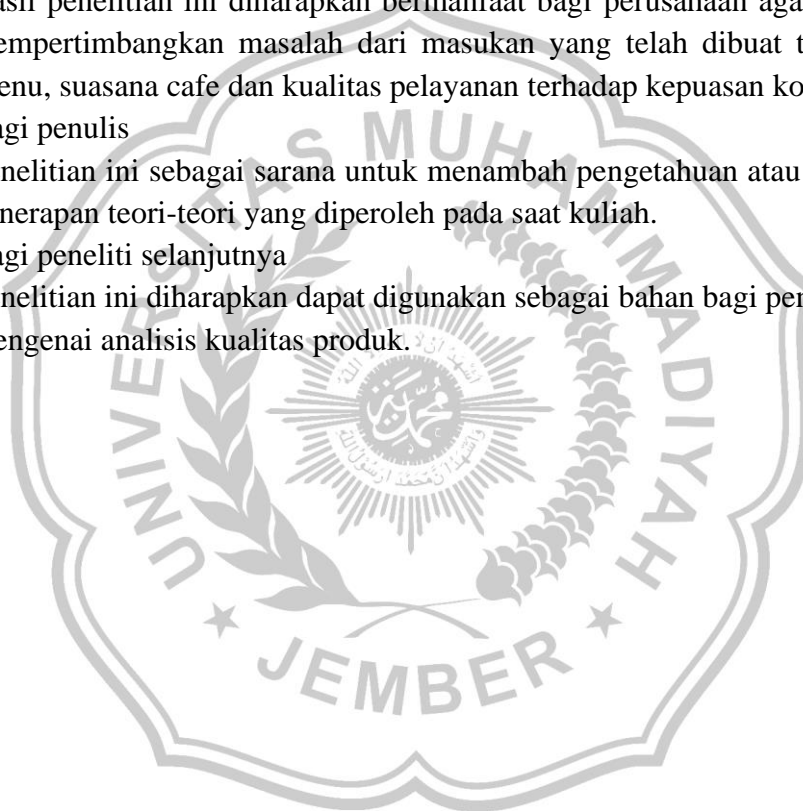 asil penelitian ini diharapkan bermanfaat bagi perusahaan aga
empertimbangkan masalah dari masukan yang telah dibuat t
enu, suasana cafe dan kualitas pelayanan terhadap kepuasan ko
agi penulis
enelitian ini sebagai sarana untuk menambah pengetahuan atau
enerapan teori-teori yang diperoleh pada saat kuliah.
agi peneliti selanjutnya
enelitian ini diharapkan dapat digunakan sebagai bahan bagi per
engenai analisis kualitas produk.
UNIVERSITAS MUHAMMADIYAH
JEMBER